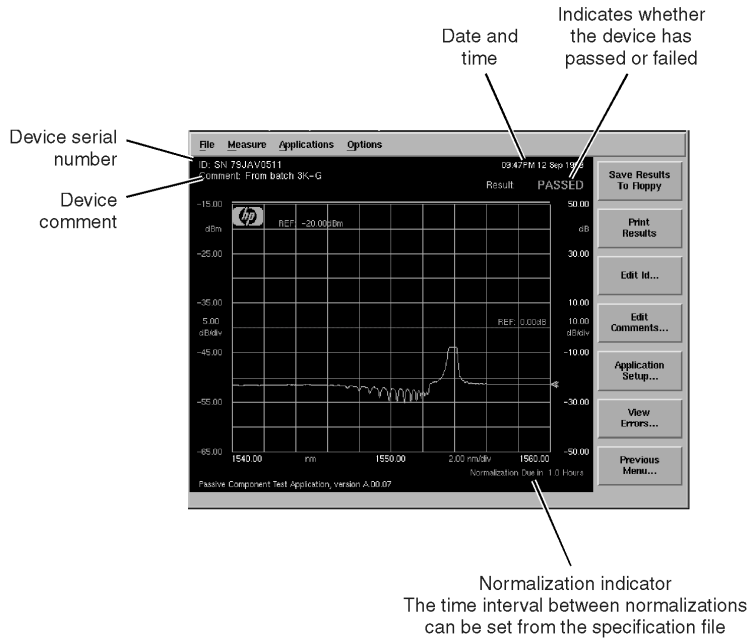 Indicates whether
the device has
passed or failed
Date and
time
Device serial
number
Device
comment
File Measure Applications Options
ID: SN 79JAV0511
09:47PM 12 Sep
Comment: From batch 3K-G
Result: PASSED
Save Results
To Floppy
Print
Results
Edit Id...
Edit
Comments...
Application
Setup...
View
Errors...
Previous
Menu...
hp
REF: -20.00dBm
REF: 0.00dB
-15.00
dBm
-25.00
-35.00
5.00
dB/div
-45.00
-55.00
-65.00
50.00
dB
30.00
10.00
10.00
dB/div
-10.00
-30.00
-50.00
1540.00 nm 1550.00 2.00 nm/div 1560.00
Normalization Due in 1.0 Hours
Passive Component Test Application, version A.00.07
Normalization indicator
The time interval between normalizations
can be set from the specification file